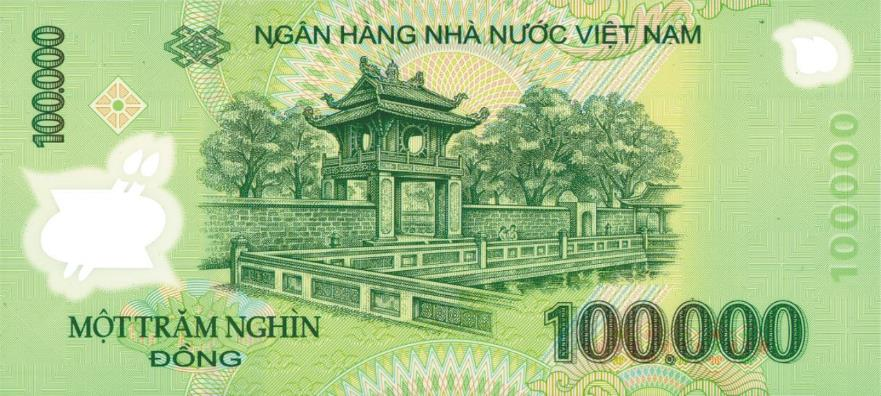 NGÂN HÀNG NHÀ NƯỚC VIỆT NAM
100.000
100000
MỘT TRĂM NGHÌN
ĐỒNG
100.000